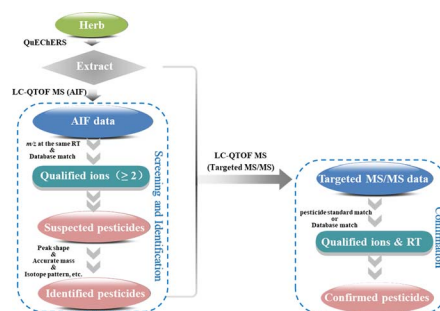 Herb
QuEChERS
Extract
LC-QTOF MS (AIF)
AIF data
m/z at the same RT
&
Database match
Qualified ions (≥2)
Suspected pesticides
Peak shape
&
Accurate mass
&
Isotope pattern, etc.
Identified pesticides
Screening and Identification
LC-QTOF MS
(Targeted MS/MS)
Targeted MS/MS data
pesticide standard match
or
Database match
Qualified ions & RT
Confirmed pesticides
Confirmation